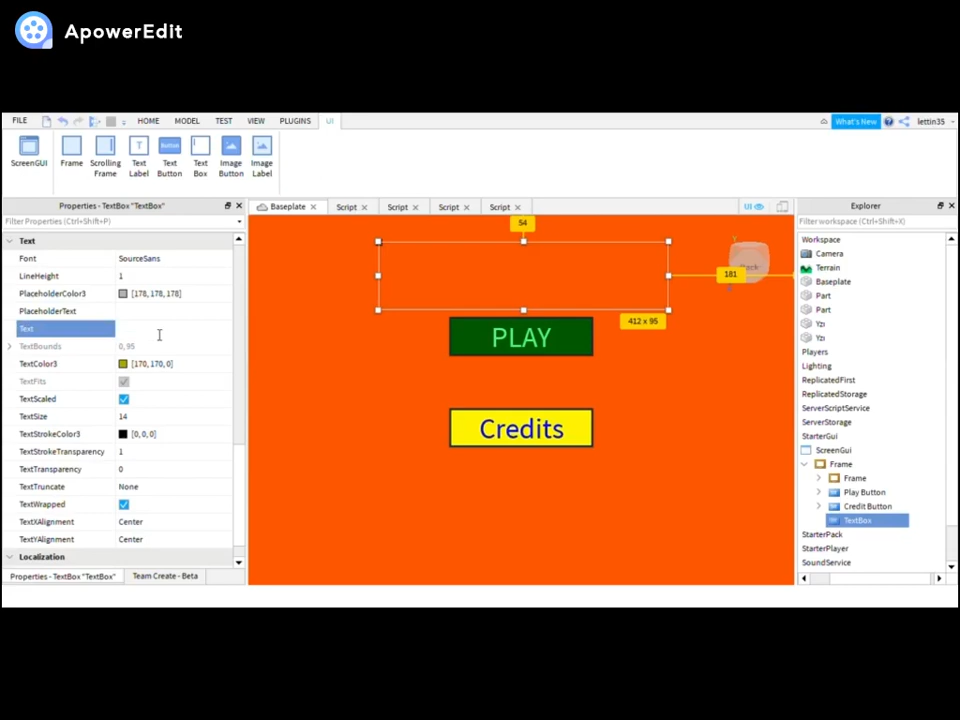 ApowerEdit
FILE HOME MODEL TEST VIEW PLUGINS UI What's New lettin35
ScreenGUI Frame Scrolling Frame Text Label Text Button Text Box Image Button Image Label
Properties - TextBox "TextBox"
Filter Properties (Ctrl+Shift+P)
Text
Font SourceSans
LineHeight 1
PlaceholderColor3 [178, 178, 178]
PlaceholderText
Text
TextBounds 0, 95
TextColor3 [170, 170, 0]
TextFits
TextScaled
TextSize 14
TextStrokeColor3 [0, 0, 0]
TextStrokeTransparency 1
TextTransparency 0
TextTruncate None
TextWrapped
TextXAlignment Center
TextYAlignment Center
Localization
Properties - TextBox "TextBox" Team Create - Beta
Baseplate Script Script Script Script UI
54
Back
181
412 x 95
PLAY
Credits
Explorer
Filter workspace (Ctrl+Shift+X)
Workspace
Camera
Terrain
Baseplate
Part
Part
Players
Lighting
ReplicatedFirst
ReplicatedStorage
ServerScriptService
ServerStorage
StarterGui
ScreenGui
Frame
Frame
Play Button
Credit Button
TextBox
StarterPack
StarterPlayer
SoundService